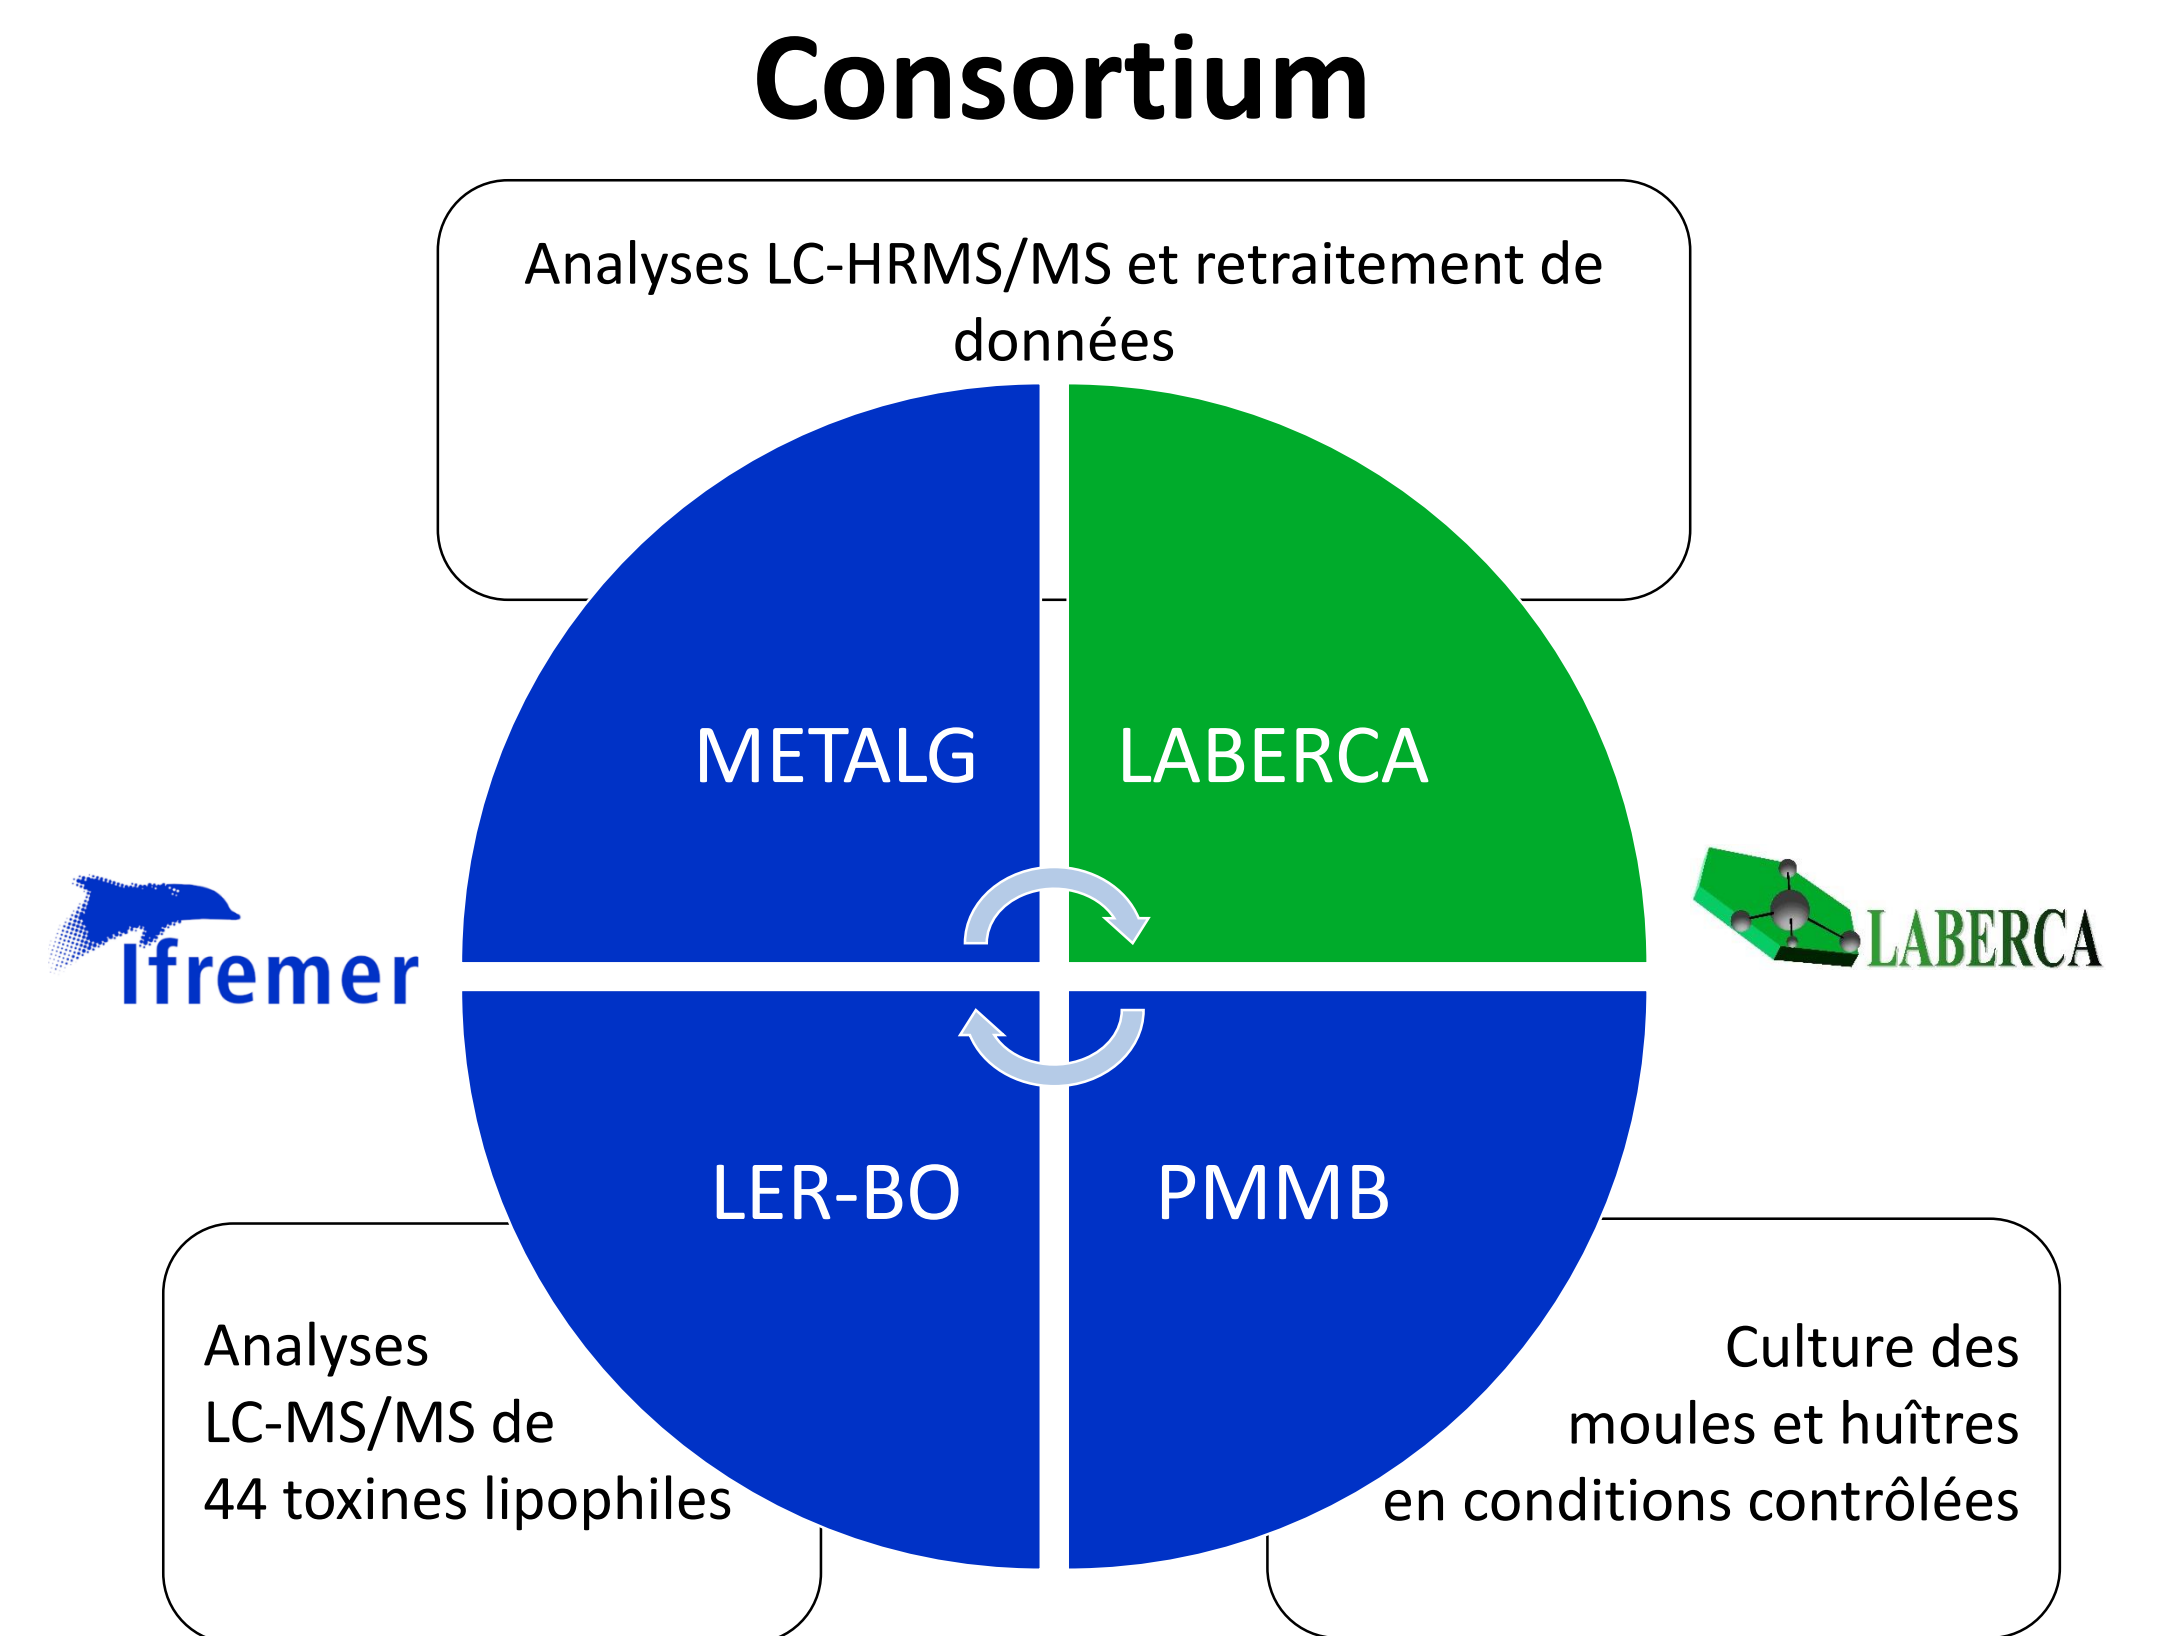 Consortium
Analyses LC-HRMS/MS et retraitement de
données
METALG
LABERCA
Ifremer
LABERCA
LER-BO
PMMB
Analyses
LC-MS/MS de
44 toxines lipophiles
Culture des
moules et huîtres
en conditions contrôlées